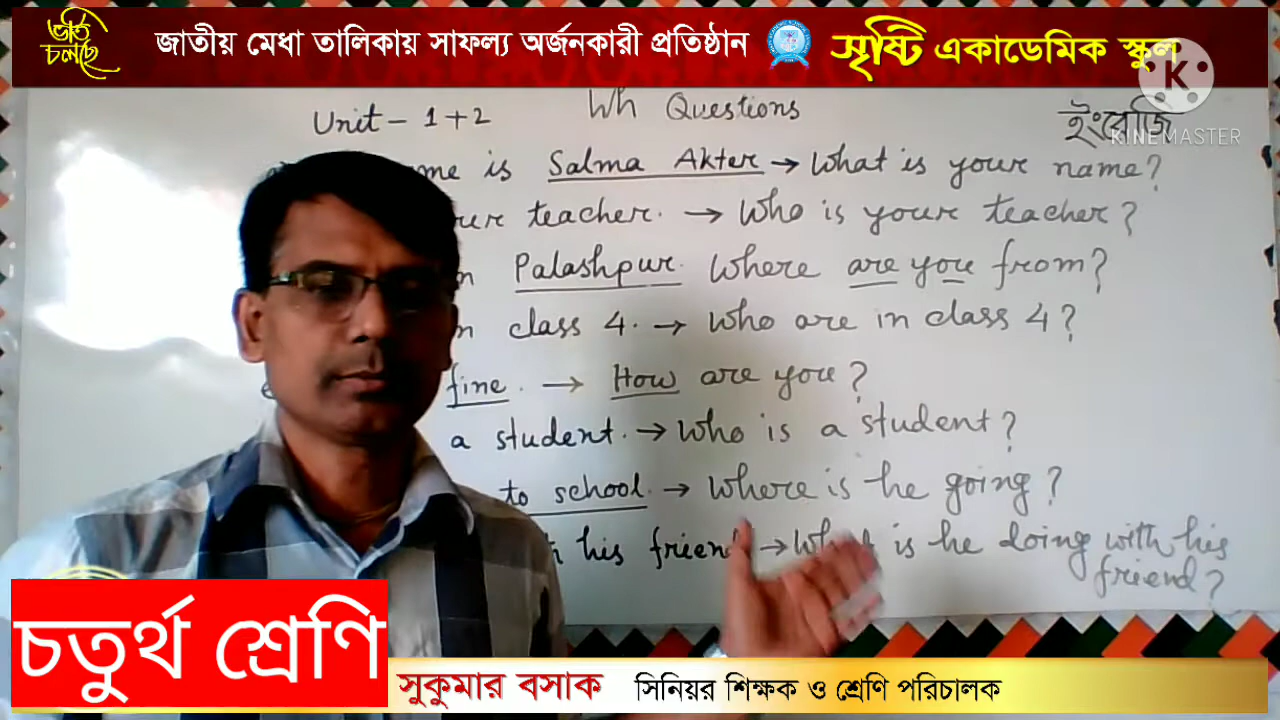 ভর্তি চলছে
জাতীয় মেধা তালিকায় সাফল্য অর্জনকারী প্রতিষ্ঠান সৃষ্টি একাডেমিক স্কুল
K
KINEMASTER
Unit - 1+2 Wh Questions ইংরেজি
me is Salma Akter → What is your name?
ur teacher. → Who is your teacher?
Palashpur. Where are you from?
class 4. → Who are in class 4?
fine. → How are you?
a student. → Who is a student?
to school. → Where is he going?
his friend → What is he doing with his
friend?
চতুর্থ শ্রেণি
সুকুমার বসাক সিনিয়র শিক্ষক ও শ্রেণি পরিচালক